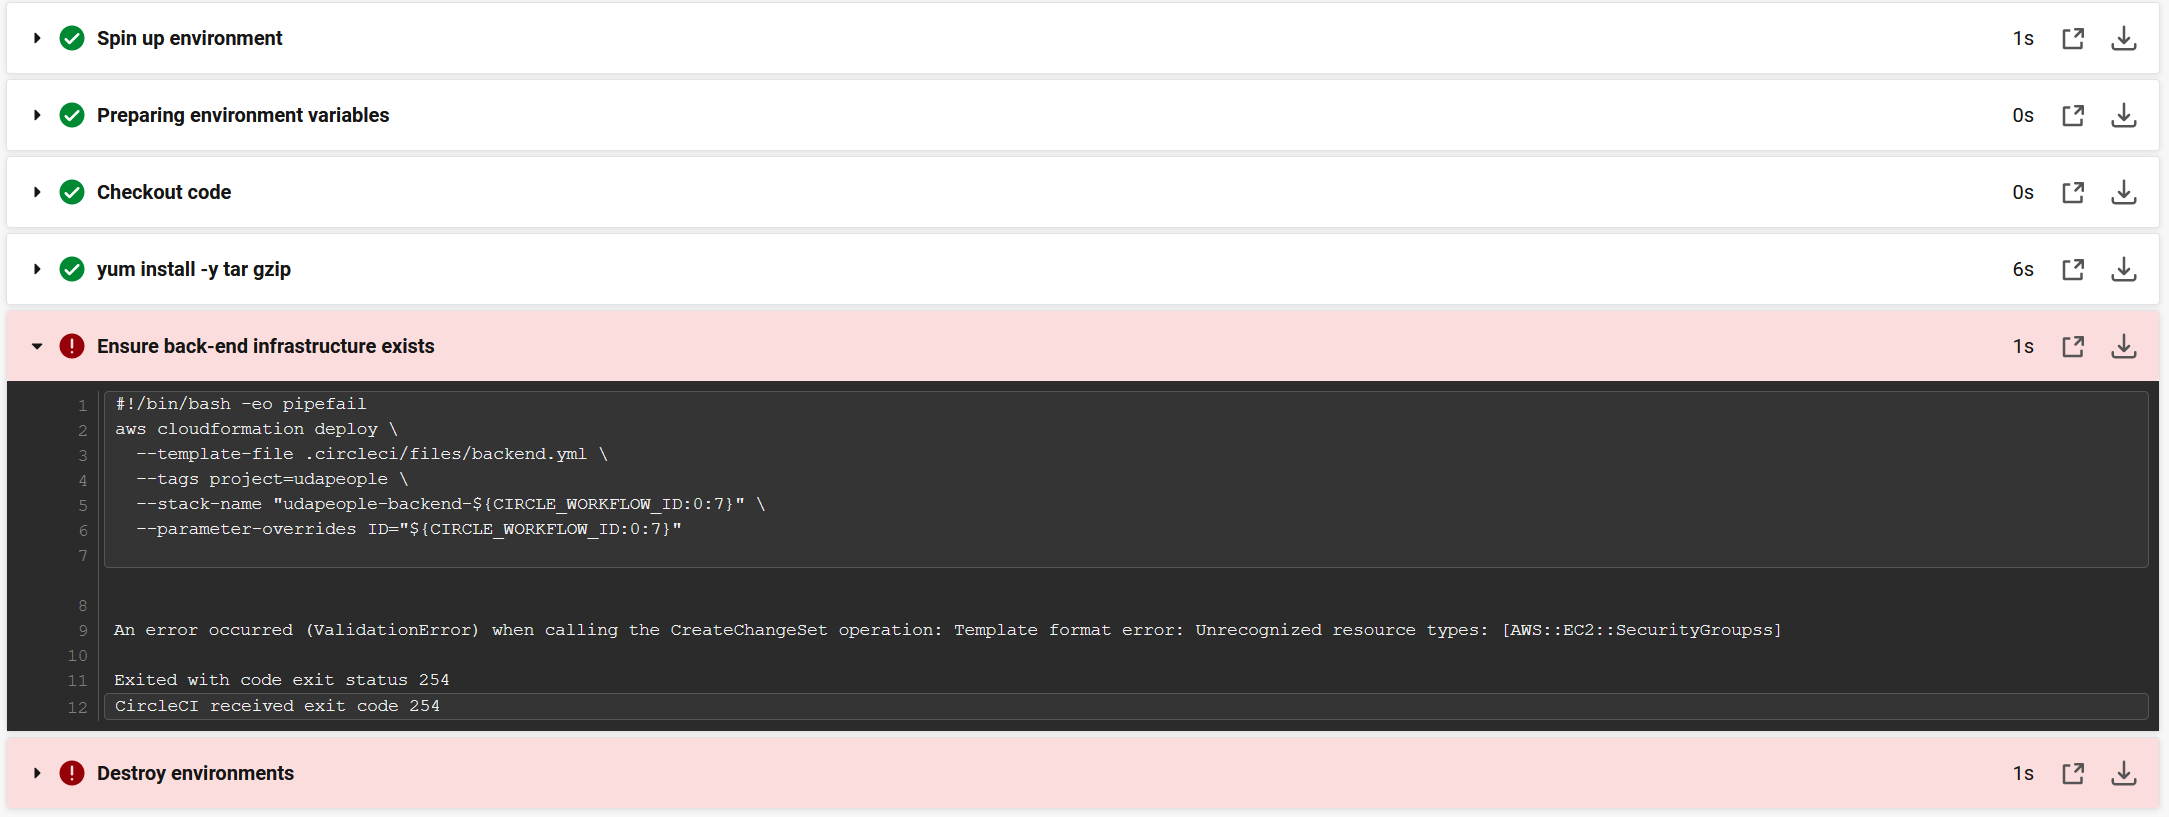 Spin up environment 1s
Preparing environment variables 0s
Checkout code 0s
yum install -y tar gzip 6s
Ensure back-end infrastructure exists 1s
1 #!/bin/bash -eo pipefail
2 aws cloudformation deploy \
3 --template-file .circleci/files/backend.yml \
4 --tags project=udapeople \
5 --stack-name "udapeople-backend-${CIRCLE_WORKFLOW_ID:0:7}" \
6 --parameter-overrides ID="${CIRCLE_WORKFLOW_ID:0:7}"
7
8
9 An error occurred (ValidationError) when calling the CreateChangeSet operation: Template format error: Unrecognized resource types: [AWS::EC2::SecurityGroupss]
10
11 Exited with code exit status 254
12 CircleCI received exit code 254
Destroy environments 1s